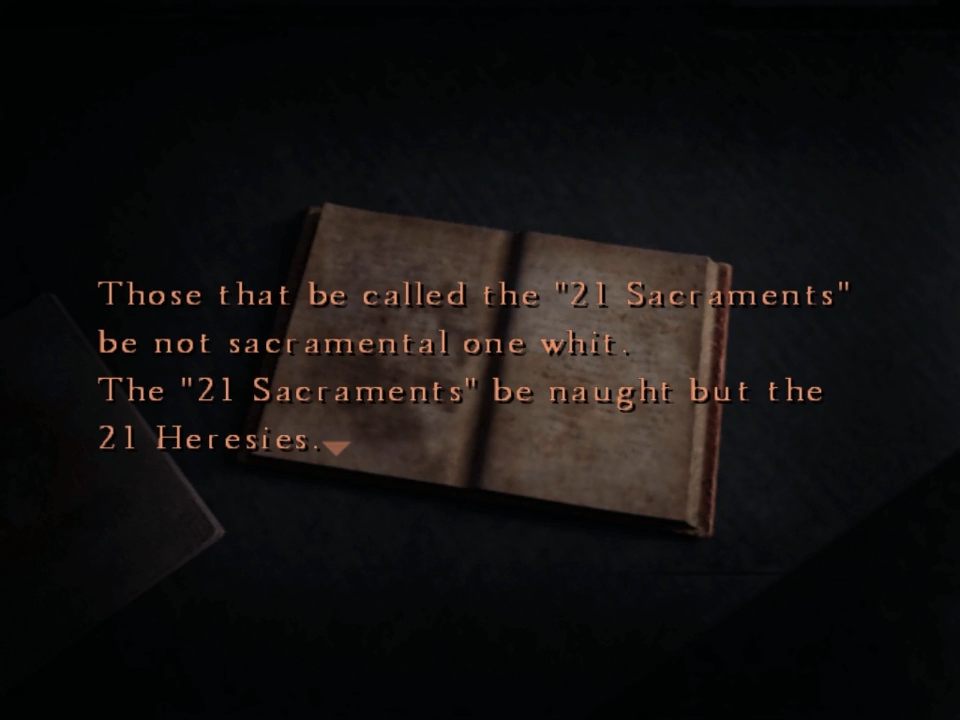 Those that be called the "21 Sacraments"
be not sacramental one whit.
The "21 Sacraments" be naught but the
21 Heresies.